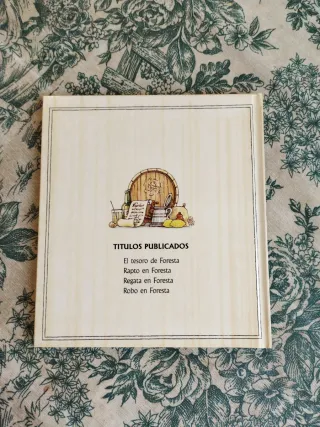 TITULOS PUBLICADOS
El tesoro de Foresta
Rapto en Foresta
Regata en Foresta
Robo en Foresta